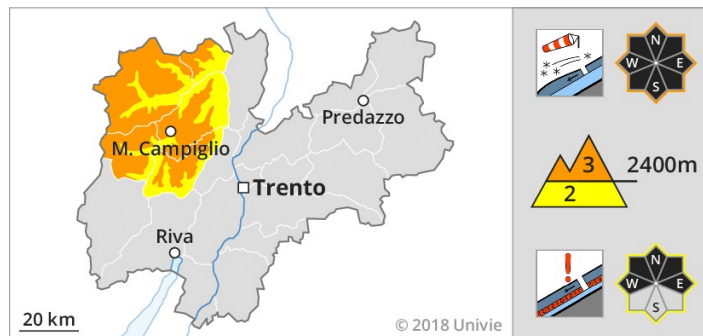 Predazzo
M. Campiglio
Trento
Riva
20 km
© 2018 Univie
N
W E
S
3 2400m
2
N
W E
S